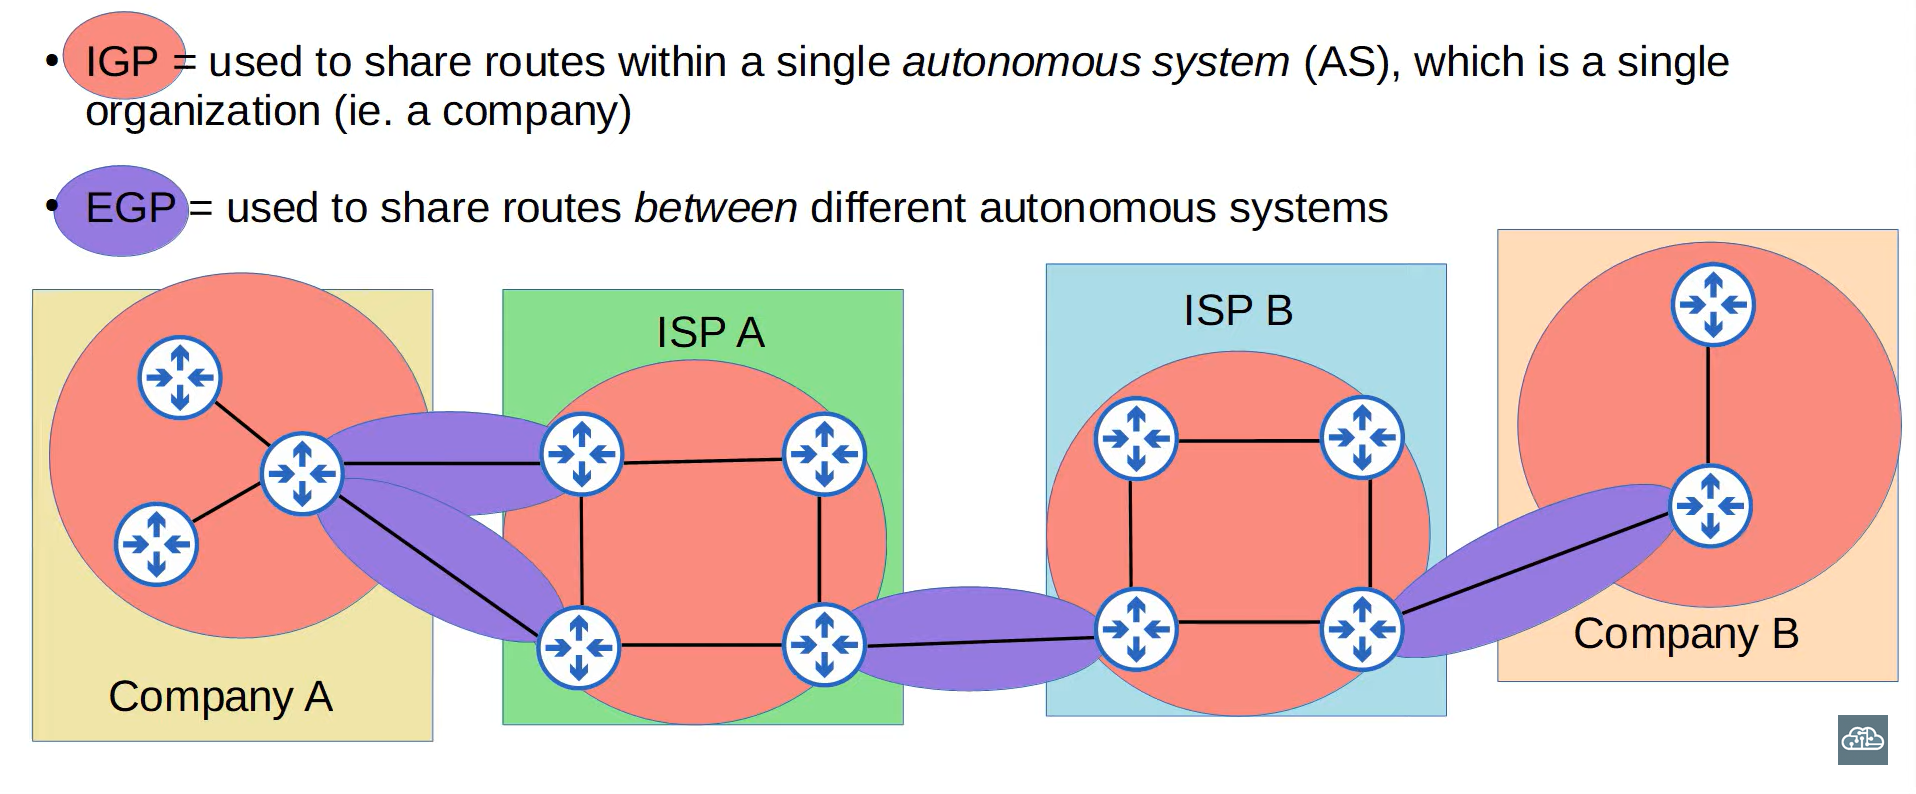 • IGP = used to share routes within a single autonomous system (AS), which is a single
organization (ie. a company)
• EGP = used to share routes between different autonomous systems
ISP A
ISP B
Company A
Company B